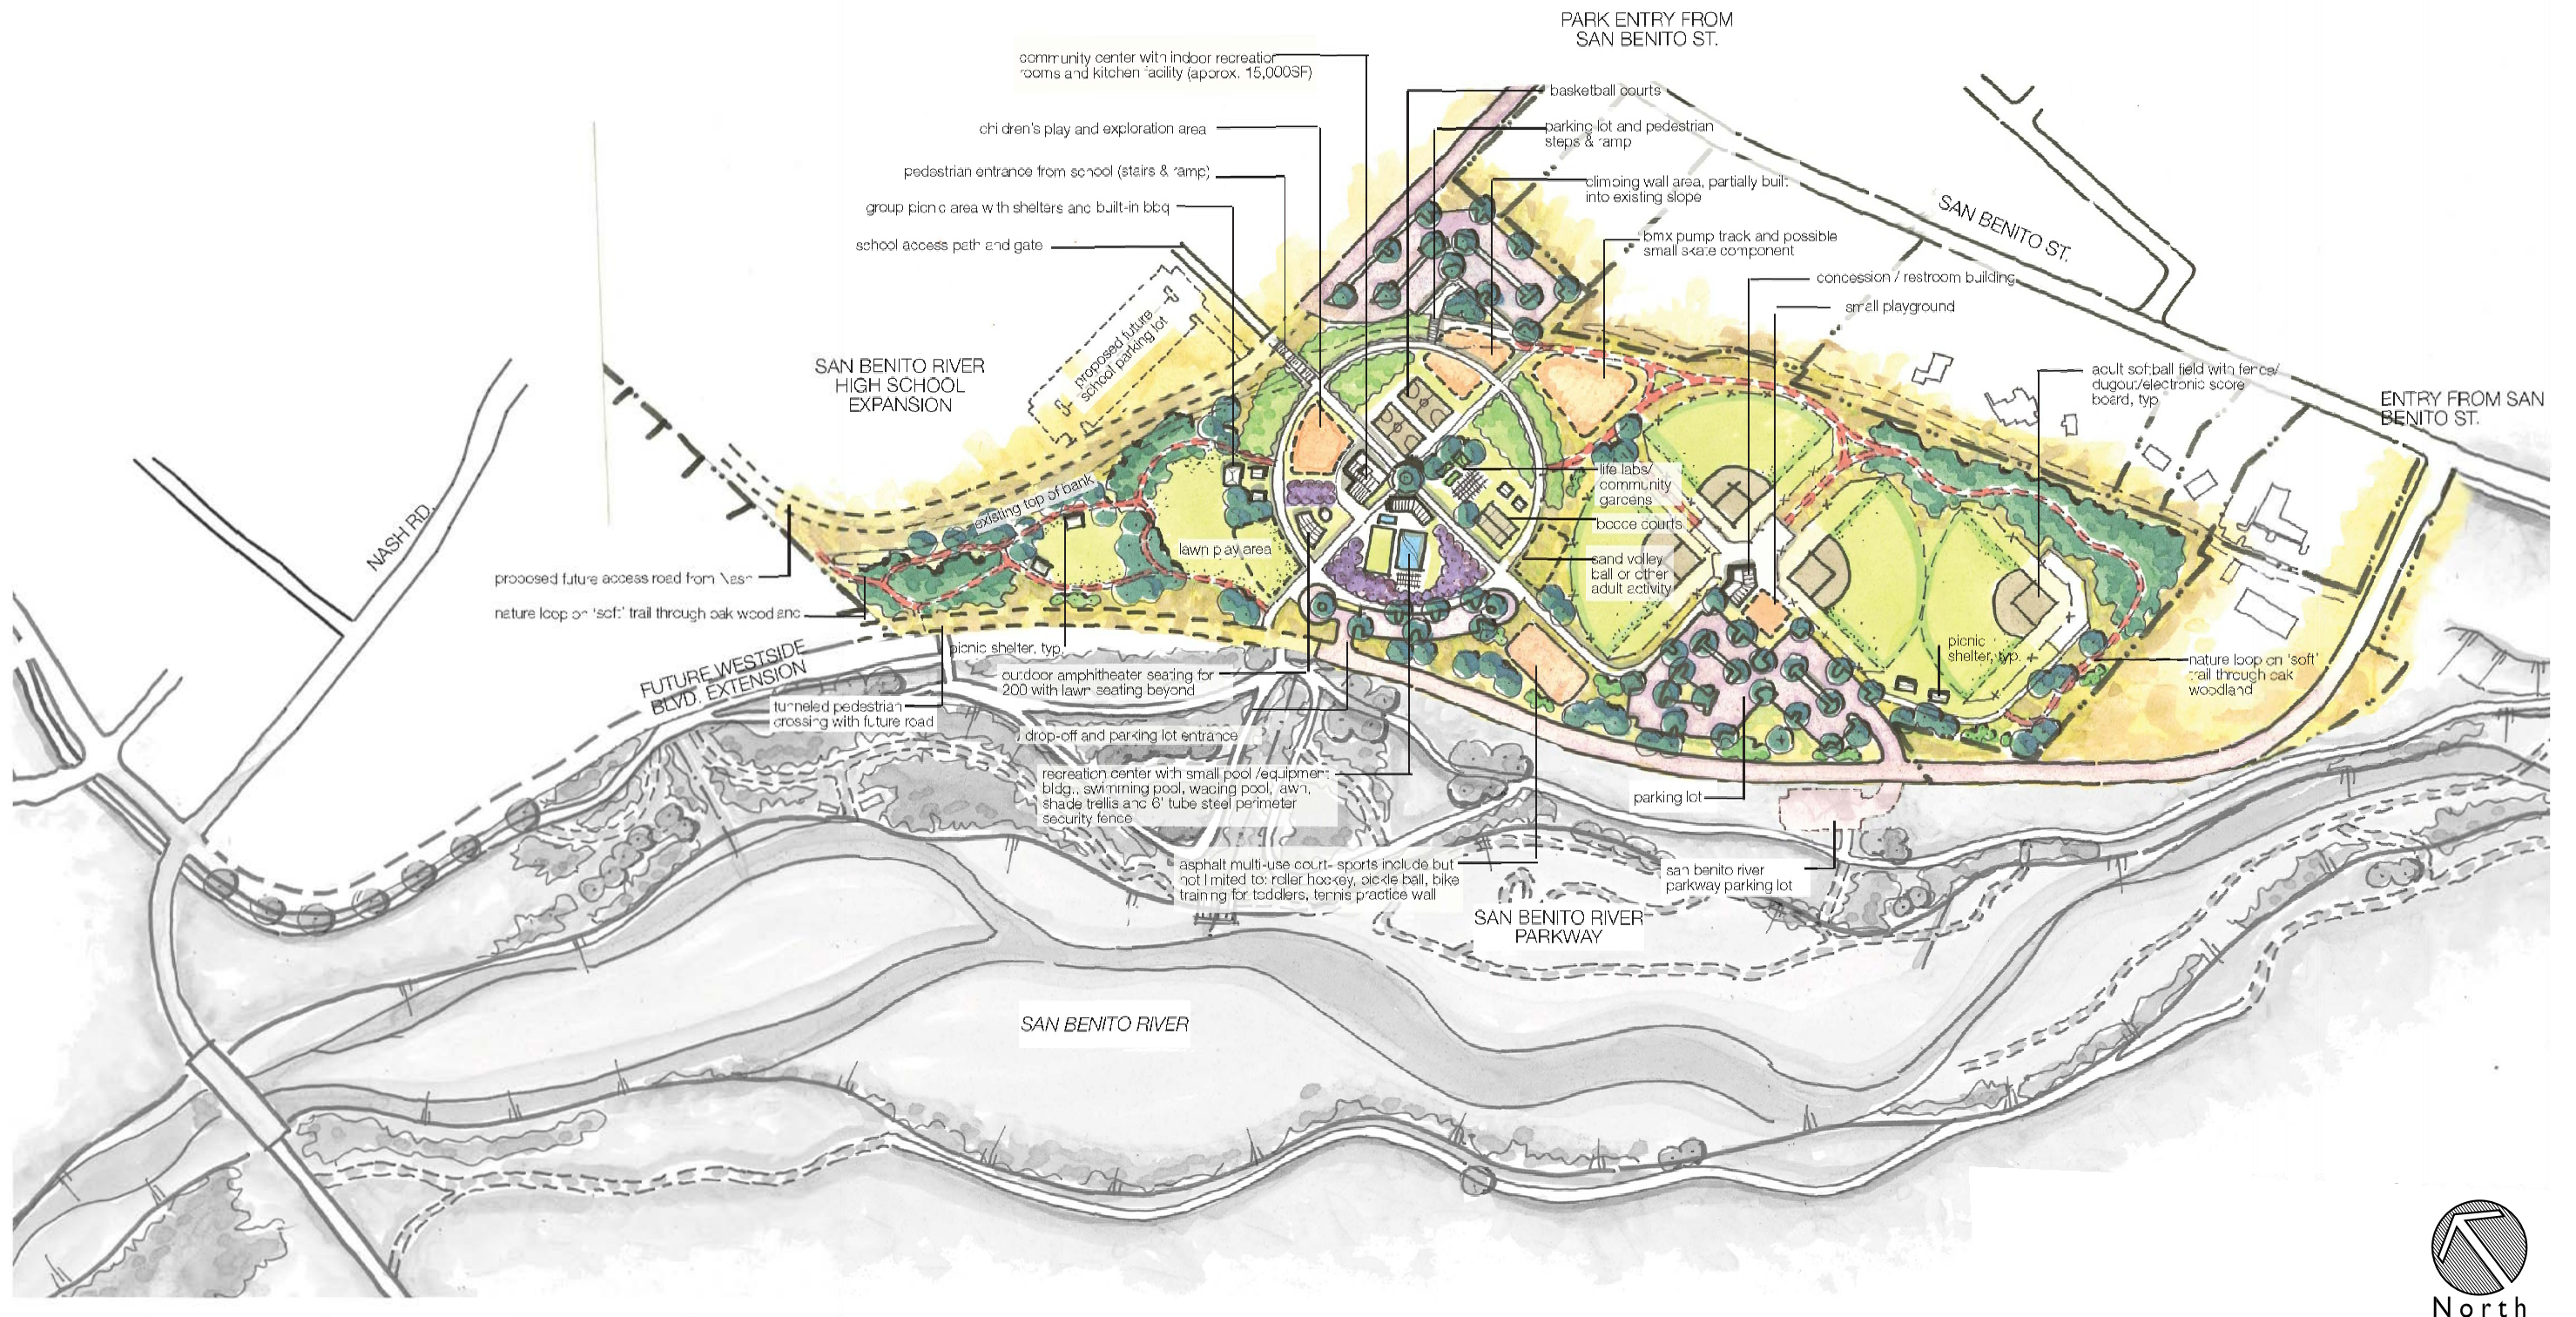 PARK ENTRY FROM
SAN BENITO ST.
community center with indoor recreation
rooms and kitchen facility (approx. 15,000SF)
basketball courts
children's play and exploration area
parking lot and pedestrian
steps & ramp
pedestrian entrance from school (stairs & ramp)
climbing wall area, partially built
into existing slope
group picnic area with shelters and built-in bbq
school access path and gate
bmx pump track and possible
small skate component
SAN BENITO ST.
concession / restroom building
small playground
proposed future
school parking lot
SAN BENITO RIVER
HIGH SCHOOL
EXPANSION
adult softball field with fence/
dugout/electronic score
board, typ
ENTRY FROM SAN
BENITO ST.
life labs/
community
gardens
existing top of bank
bocce courts
NASH RD.
lawn play area
sand volley
ball or other
adult activity
proposed future access road from Nash
nature loop on 'soft' trail through oak woodland
picnic shelter, typ.
picnic
shelter, typ.
nature loop on 'soft'
trail through oak
woodland
FUTURE WESTSIDE
BLVD. EXTENSION
outdoor amphitheater seating for
200 with lawn seating beyond
tunneled pedestrian
crossing with future road
drop-off and parking lot entrance
recreation center with small pool /equipment
bldg., swimming pool, wading pool, lawn,
shade trellis and 6' tube steel perimeter
security fence
parking lot
asphalt multi-use court- sports include but
not limited to: roller hockey, pickle ball, bike
training for toddlers, tennis practice wall
san benito river
parkway parking lot
SAN BENITO RIVER
PARKWAY
SAN BENITO RIVER
North